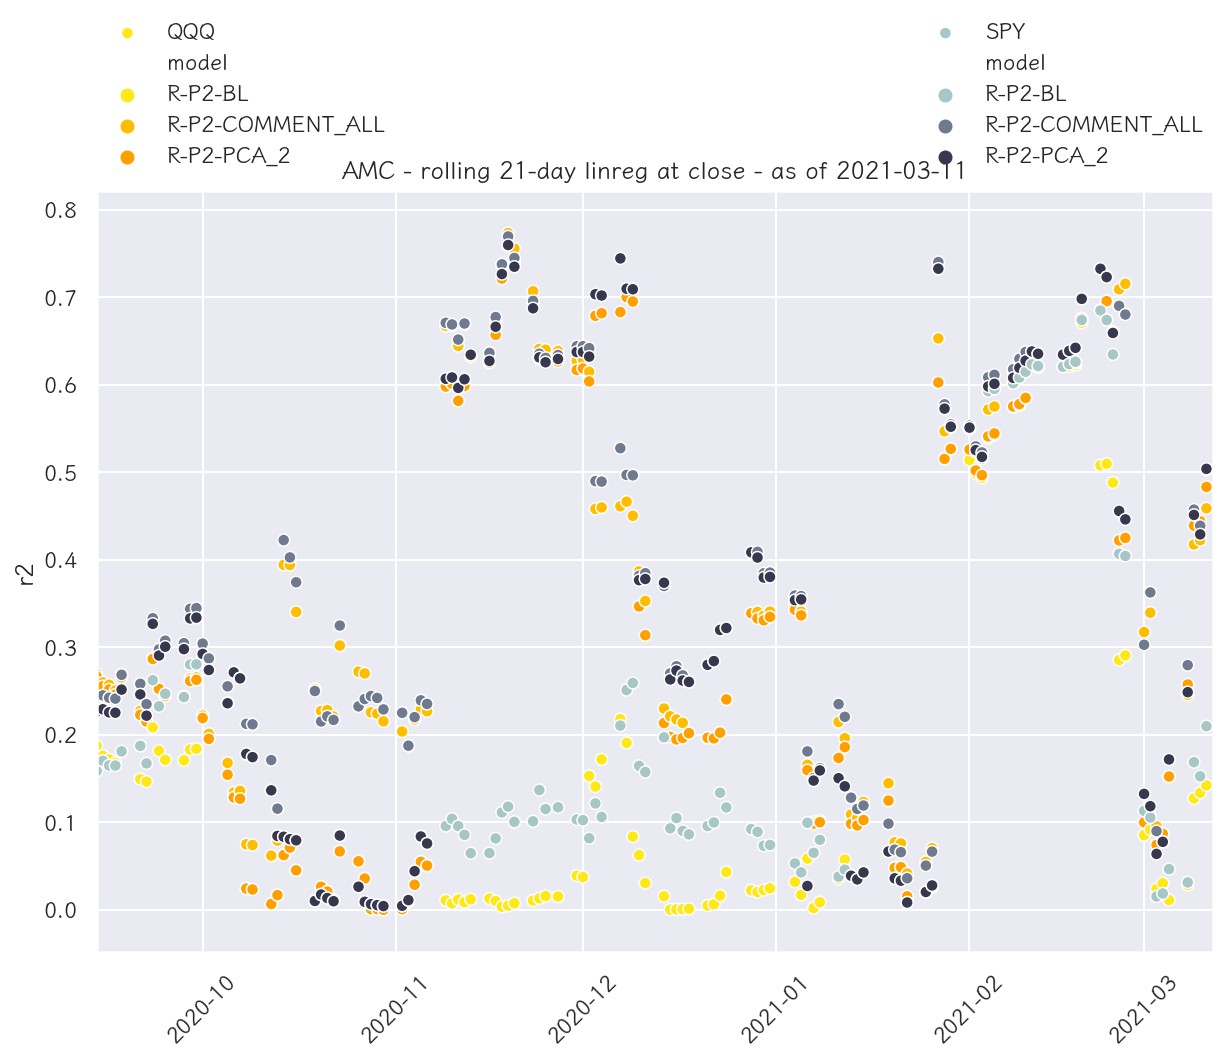 QQQ
model
R-P2-BL
R-P2-COMMENT_ALL
R-P2-PCA_2
SPY
model
R-P2-BL
R-P2-COMMENT_ALL
R-P2-PCA_2
AMC - rolling 21-day linreg at close - as of 2021-03-11
0.8
0.7
0.6
0.5
0.4
0.3
0.2
0.1
0.0
r2
2020-10
2020-11
2020-12
2021-01
2021-02
2021-03